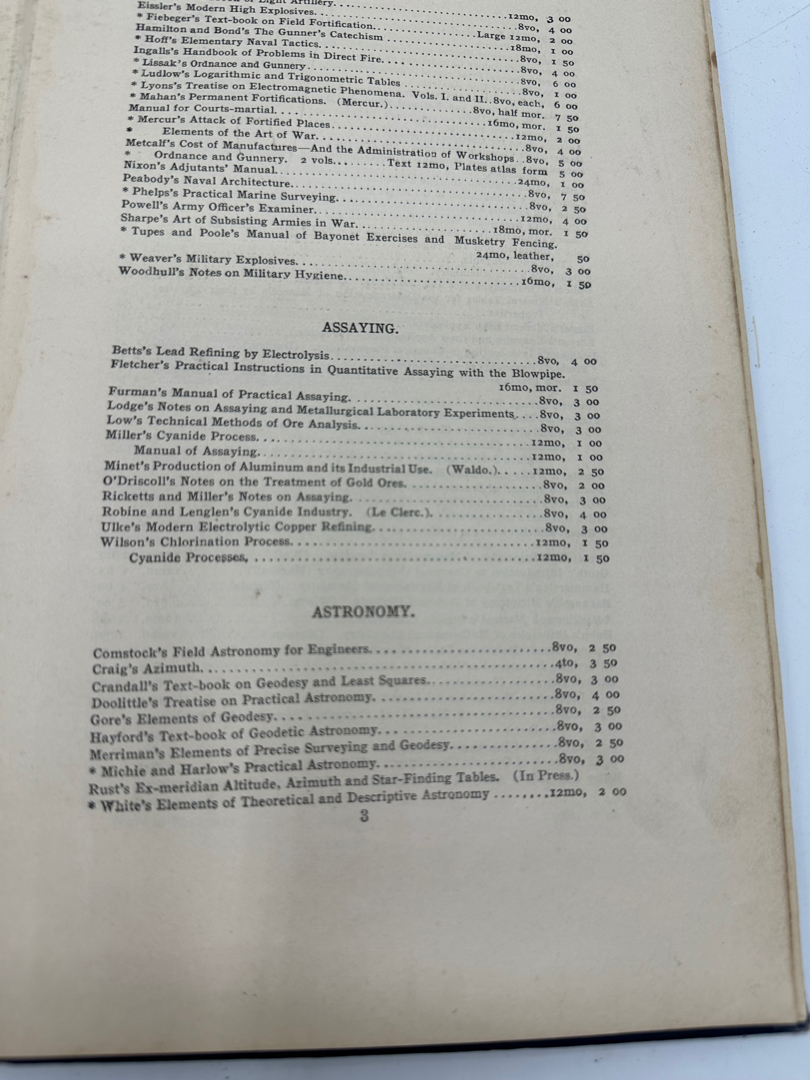 Light Artillery..............12mo, 3 00
Eissler's Modern High Explosives..............8vo, 4 00
* Fiebeger's Text-book on Field Fortification..............Large 12mo, 2 00
Hamilton and Bond's The Gunner's Catechism ..............18mo, 1 00
* Hoff's Elementary Naval Tactics..............8vo, 1 50
Ingalls's Handbook of Problems in Direct Fire..............8vo, 4 00
* Lissak's Ordnance and Gunnery..............8vo, 6 00
* Ludlow's Logarithmic and Trigonometric Tables ..............8vo, 1 00
* Lyons's Treatise on Electromagnetic Phenomena. Vols. I. and II..8vo, each, 6 00
* Mahan's Permanent Fortifications. (Mercur.)..............8vo, half mor. 7 50
Manual for Courts-martial..............16mo, mor. 1 50
* Mercur's Attack of Fortified Places..............12mo, 2 00
* Elements of the Art of War..............8vo, 4 00
Metcalf's Cost of Manufactures—And the Administration of Workshops..8vo, 5 00
* Ordnance and Gunnery. 2 vols..........Text 12mo, Plates atlas form 5 00
Nixon's Adjutants' Manual..............24mo, 1 00
Peabody's Naval Architecture..............8vo, 7 50
* Phelps's Practical Marine Surveying..............8vo, 2 50
Powell's Army Officer's Examiner..............12mo, 4 00
Sharpe's Art of Subsisting Armies in War..............18mo, mor. 1 50
* Tupes and Poole's Manual of Bayonet Exercises and Musketry Fencing.
24mo, leather, 50
* Weaver's Military Explosives..............8vo, 3 00
Woodhull's Notes on Military Hygiene..............16mo, 1 50
ASSAYING.
Betts's Lead Refining by Electrolysis..............8vo, 4 00
Fletcher's Practical Instructions in Quantitative Assaying with the Blowpipe.
16mo, mor. 1 50
Furman's Manual of Practical Assaying..............8vo, 3 00
Lodge's Notes on Assaying and Metallurgical Laboratory Experiments....8vo, 3 00
Low's Technical Methods of Ore Analysis..............8vo, 3 00
Miller's Cyanide Process..............12mo, 1 00
Manual of Assaying..............12mo, 1 00
Minet's Production of Aluminum and its Industrial Use. (Waldo.).....12mo, 2 50
O'Driscoll's Notes on the Treatment of Gold Ores..............8vo, 2 00
Ricketts and Miller's Notes on Assaying..............8vo, 3 00
Robine and Lenglen's Cyanide Industry. (Le Clerc.)..............8vo, 4 00
Ulke's Modern Electrolytic Copper Refining..............8vo, 3 00
Wilson's Chlorination Process..............12mo, 1 50
Cyanide Processes..............12mo, 1 50
ASTRONOMY.
Comstock's Field Astronomy for Engineers..............8vo, 2 50
Craig's Azimuth..............4to, 3 50
Crandall's Text-book on Geodesy and Least Squares..............8vo, 3 00
Doolittle's Treatise on Practical Astronomy..............8vo, 4 00
Gore's Elements of Geodesy..............8vo, 2 50
Hayford's Text-book of Geodetic Astronomy..............8vo, 3 00
Merriman's Elements of Precise Surveying and Geodesy..............8vo, 2 50
* Michie and Harlow's Practical Astronomy..............8vo, 3 00
Rust's Ex-meridian Altitude, Azimuth and Star-Finding Tables. (In Press.)
* White's Elements of Theoretical and Descriptive Astronomy ........12mo, 2 00
3